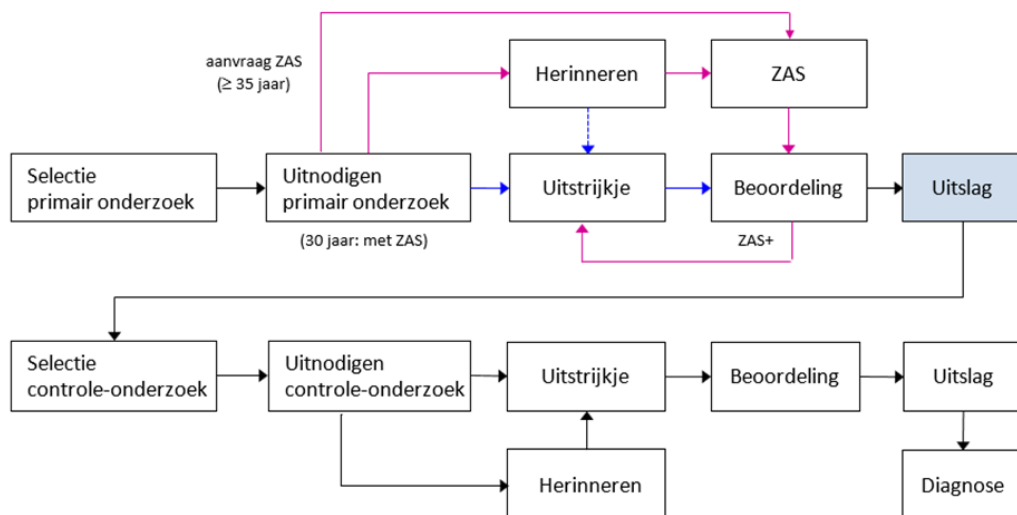 aanvraag ZAS
(≥ 35 jaar)
Herinneren
ZAS
Selectie
primair onderzoek
Uitnodigen
primair onderzoek
Uitstrijkje
Beoordeling
Uitslag
(30 jaar: met ZAS)
ZAS+
Selectie
controle-onderzoek
Uitnodigen
controle-onderzoek
Uitstrijkje
Beoordeling
Uitslag
Herinneren
Diagnose